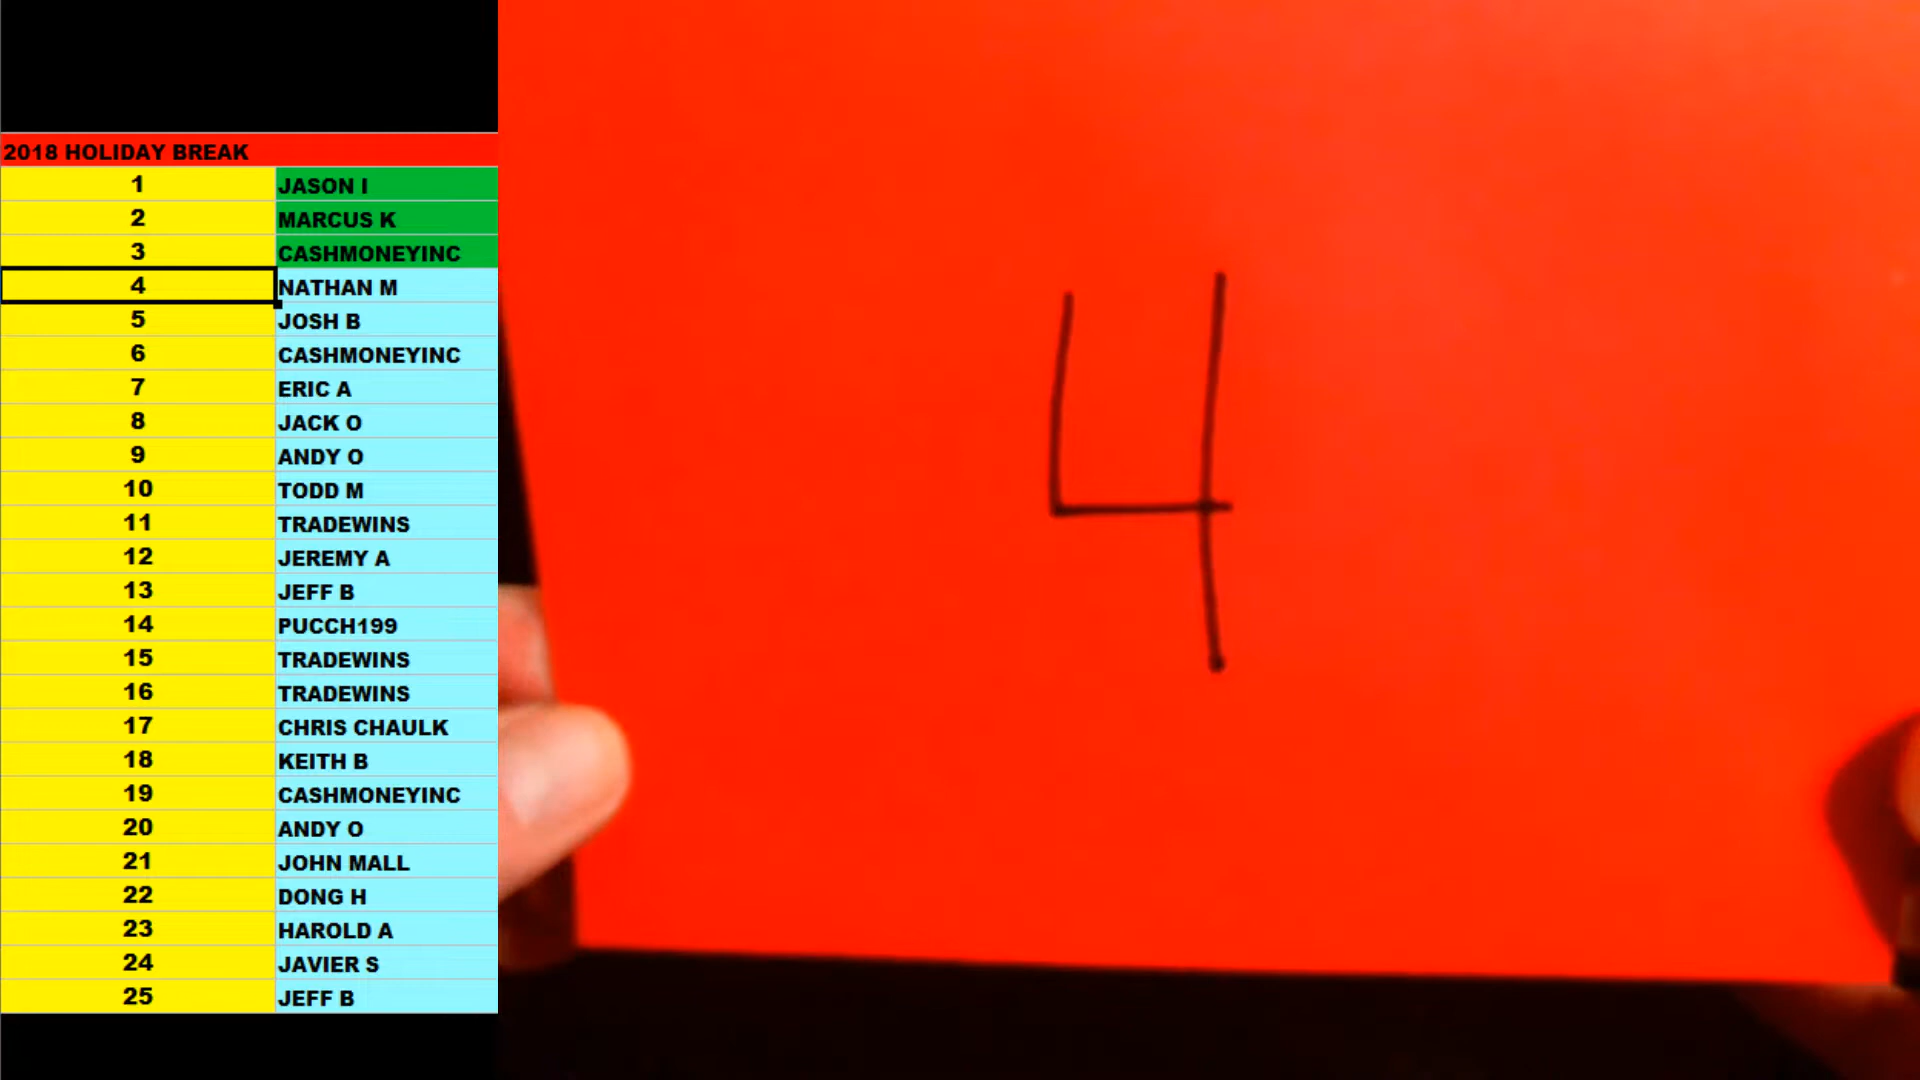 2018 HOLIDAY BREAK
1 JASON I
2 MARCUS K
3 CASHMONEYINC
4 NATHAN M
5 JOSH B
6 CASHMONEYINC
7 ERIC A
8 JACK O
9 ANDY O
10 TODD M
11 TRADEWINS
12 JEREMY A
13 JEFF B
14 PUCCH199
15 TRADEWINS
16 TRADEWINS
17 CHRIS CHAULK
18 KEITH B
19 CASHMONEYINC
20 ANDY O
21 JOHN MALL
22 DONG H
23 HAROLD A
24 JAVIER S
25 JEFF B
4